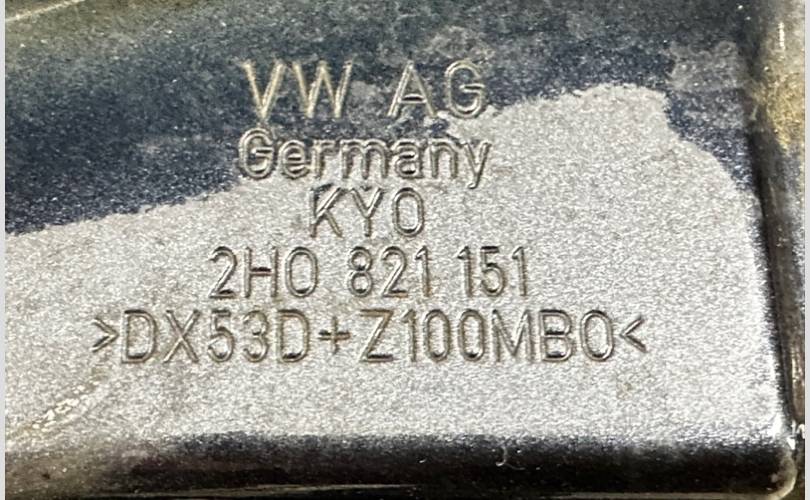 VW AG
Germany
KYO
2H0 821 151
>DX53D+Z100MBO<